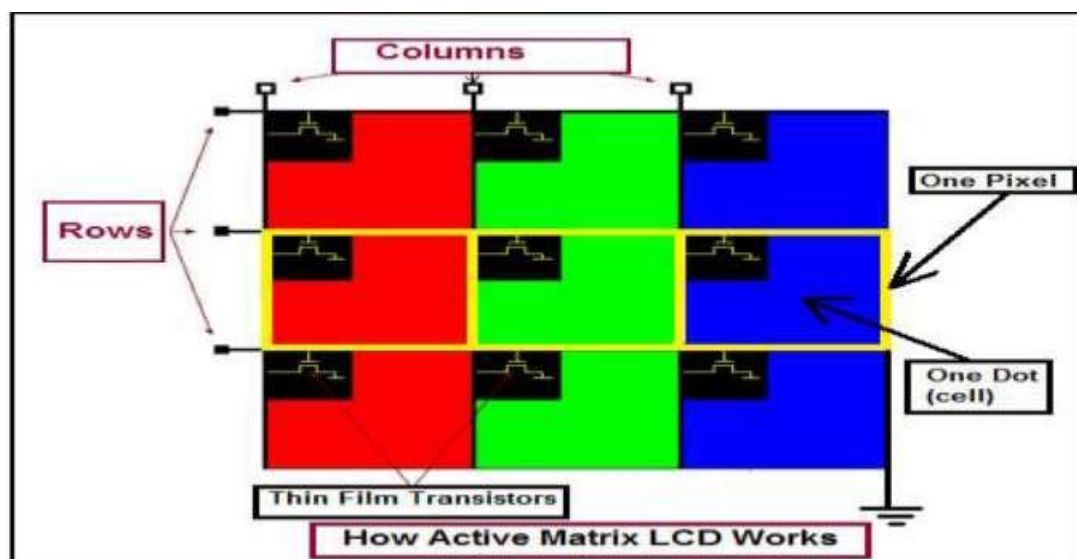 Columns
One Pixel
Rows
One Dot
(cell)
Thin Film Transistors
How Active Matrix LCD Works